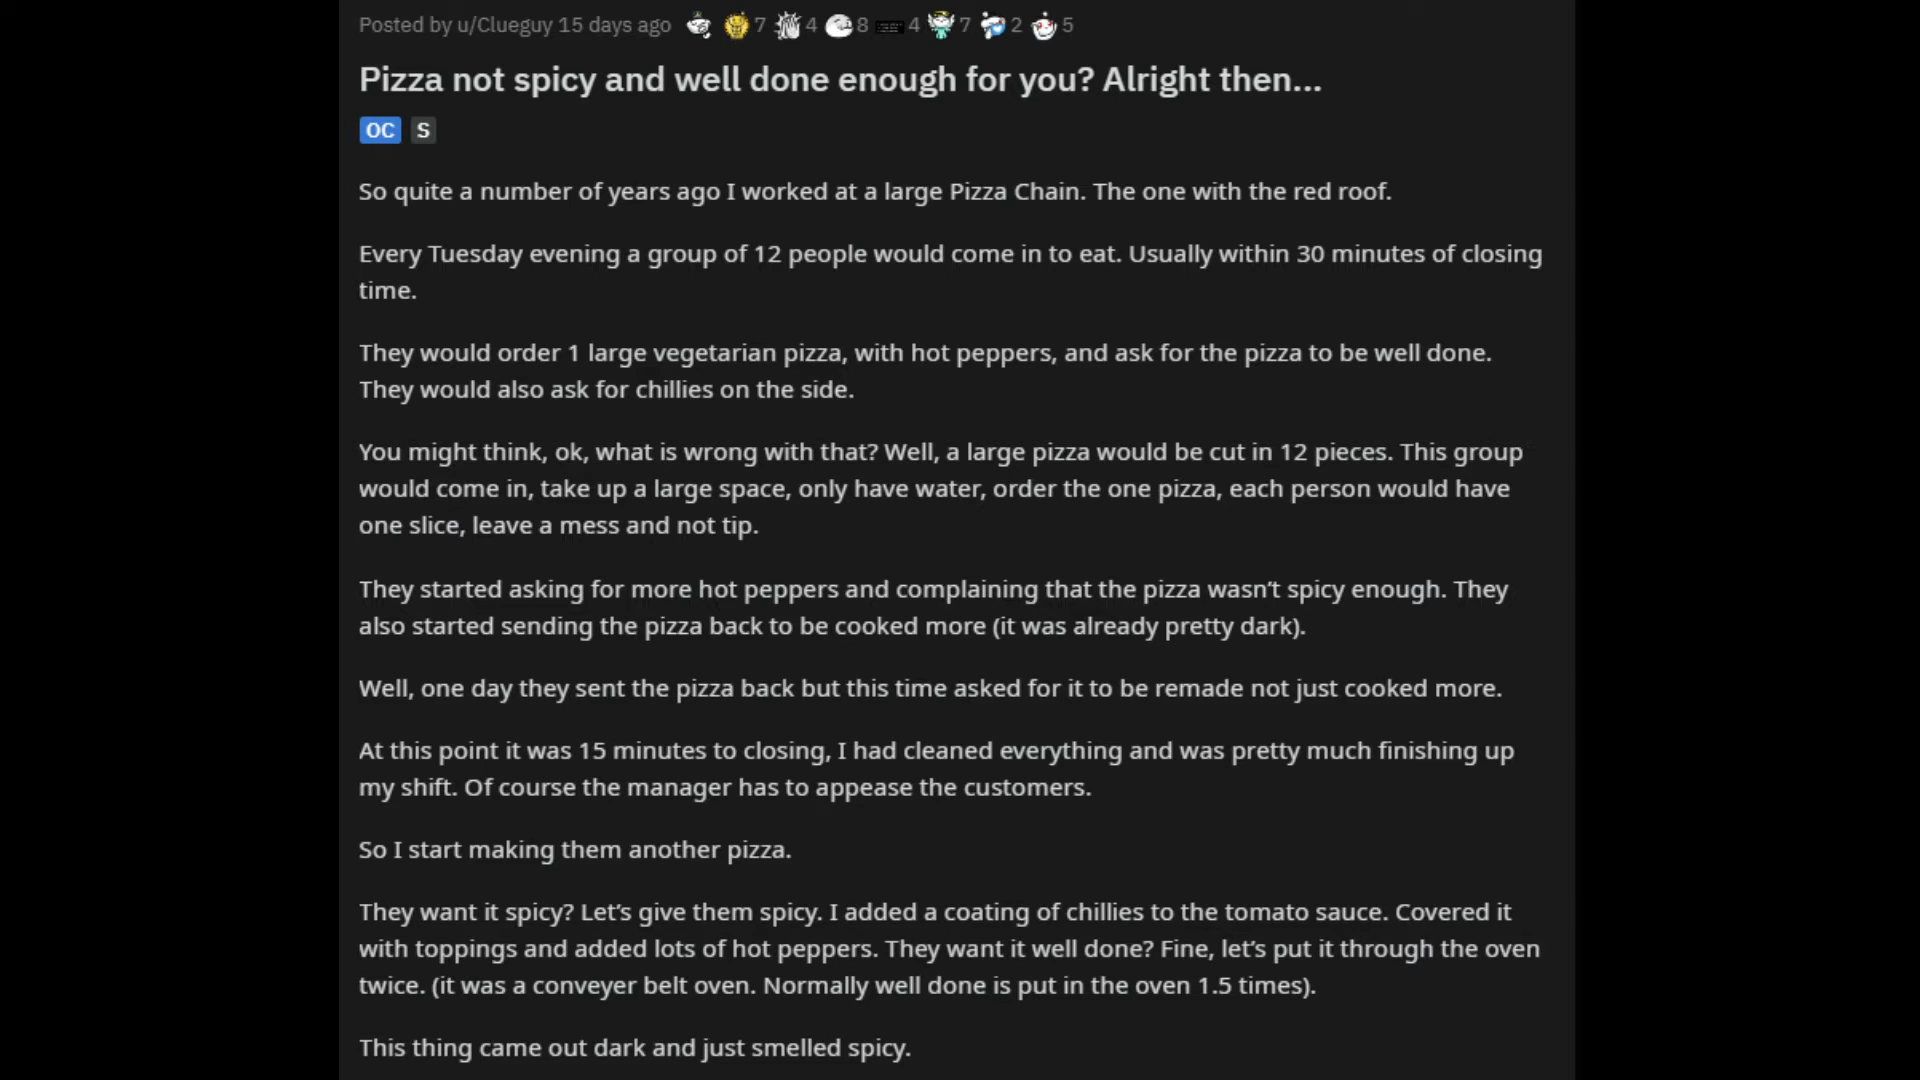 Posted by u/Clueguy 15 days ago 7 4 8 4 7 2 5
Pizza not spicy and well done enough for you? Alright then...
OC S
So quite a number of years ago I worked at a large Pizza Chain. The one with the red roof.
Every Tuesday evening a group of 12 people would come in to eat. Usually within 30 minutes of closing
time.
They would order 1 large vegetarian pizza, with hot peppers, and ask for the pizza to be well done.
They would also ask for chillies on the side.
You might think, ok, what is wrong with that? Well, a large pizza would be cut in 12 pieces. This group
would come in, take up a large space, only have water, order the one pizza, each person would have
one slice, leave a mess and not tip.
They started asking for more hot peppers and complaining that the pizza wasn’t spicy enough. They
also started sending the pizza back to be cooked more (it was already pretty dark).
Well, one day they sent the pizza back but this time asked for it to be remade not just cooked more.
At this point it was 15 minutes to closing, I had cleaned everything and was pretty much finishing up
my shift. Of course the manager has to appease the customers.
So I start making them another pizza.
They want it spicy? Let’s give them spicy. I added a coating of chillies to the tomato sauce. Covered it
with toppings and added lots of hot peppers. They want it well done? Fine, let’s put it through the oven
twice. (it was a conveyer belt oven. Normally well done is put in the oven 1.5 times).
This thing came out dark and just smelled spicy.